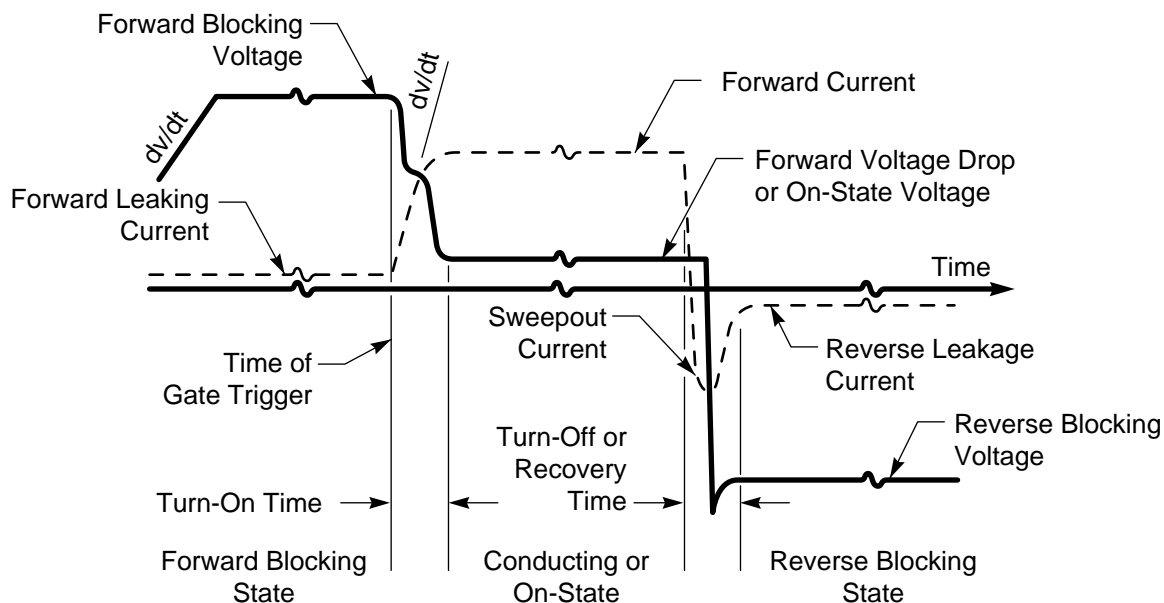 Forward Blocking
Voltage
dv/dt
dv/dt
Forward Current
Forward Voltage Drop
or On-State Voltage
Forward Leaking
Current
Time
Sweepout
Current
Time of
Gate Trigger
Reverse Leakage
Current
Reverse Blocking
Voltage
Turn-Off or
Recovery
Time
Turn-On Time
Forward Blocking
State
Conducting or
On-State
Reverse Blocking
State